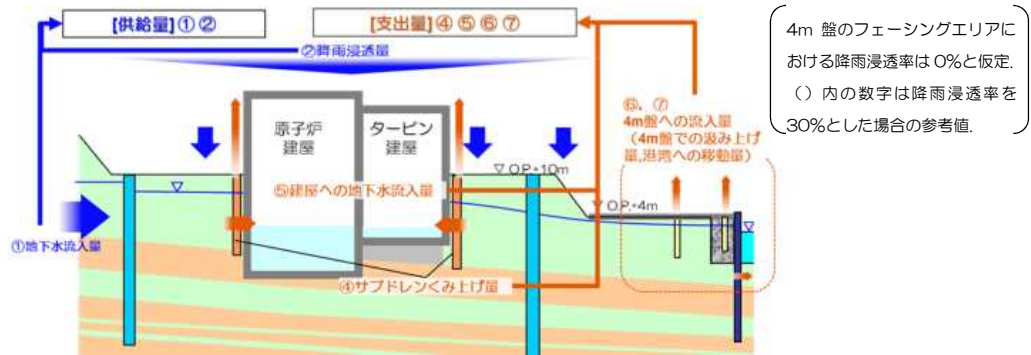 [供給量]①②
[支出量]④⑤⑥⑦
②降雨浸透量
4m 盤のフェーシングエリアに
おける降雨浸透率は 0%と仮定.
（）内の数字は降雨浸透率を
30%とした場合の参考値.
原子炉
建屋
タービン
建屋
⑥, ⑦
4m盤への流入量
（4m盤での汲み上げ
量,港湾への移動量）
▽O.P.+10m
⑤建屋への地下水流入量
▽O.P.+4m
①地下水流入量
④サブドレンくみ上げ量